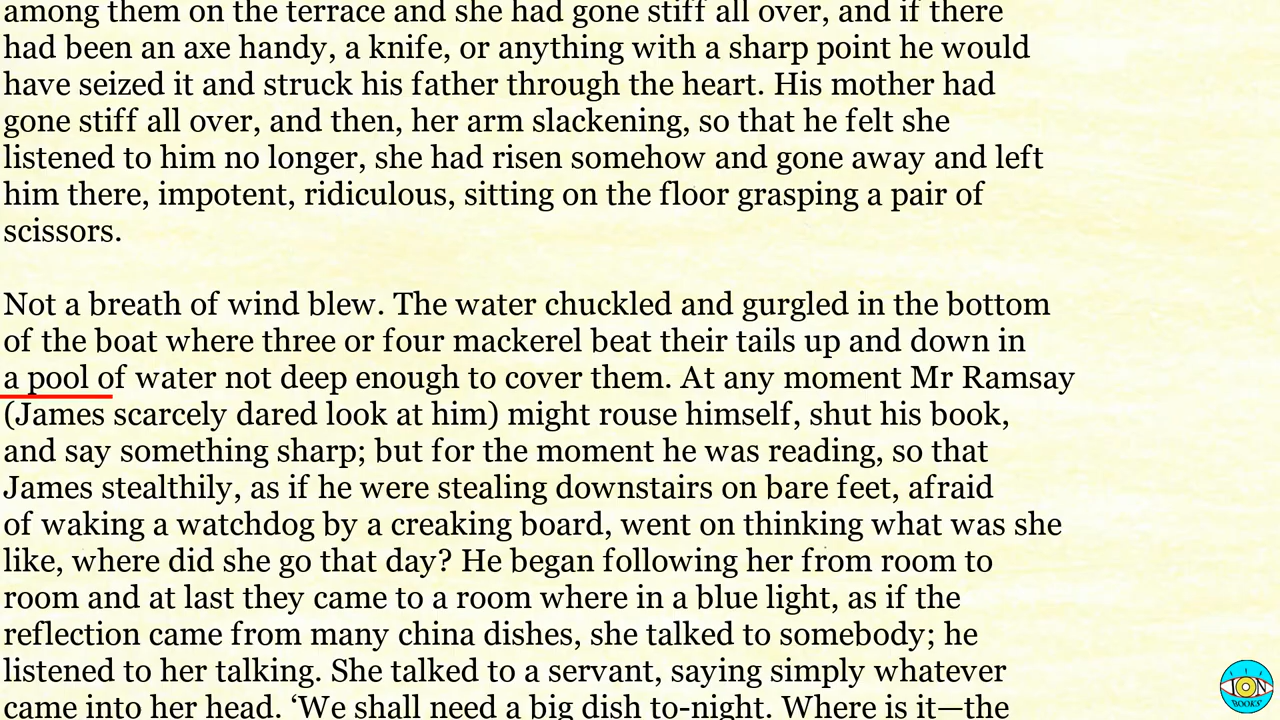 among them on the terrace and she had gone stiff all over, and if there
had been an axe handy, a knife, or anything with a sharp point he would
have seized it and struck his father through the heart. His mother had
gone stiff all over, and then, her arm slackening, so that he felt she
listened to him no longer, she had risen somehow and gone away and left
him there, impotent, ridiculous, sitting on the floor grasping a pair of
scissors.
Not a breath of wind blew. The water chuckled and gurgled in the bottom
of the boat where three or four mackerel beat their tails up and down in
a pool of water not deep enough to cover them. At any moment Mr Ramsay
(James scarcely dared look at him) might rouse himself, shut his book,
and say something sharp; but for the moment he was reading, so that
James stealthily, as if he were stealing downstairs on bare feet, afraid
of waking a watchdog by a creaking board, went on thinking what was she
like, where did she go that day? He began following her from room to
room and at last they came to a room where in a blue light, as if the
reflection came from many china dishes, she talked to somebody; he
listened to her talking. She talked to a servant, saying simply whatever
came into her head. ‘We shall need a big dish to-night. Where is it—the
BOOKS